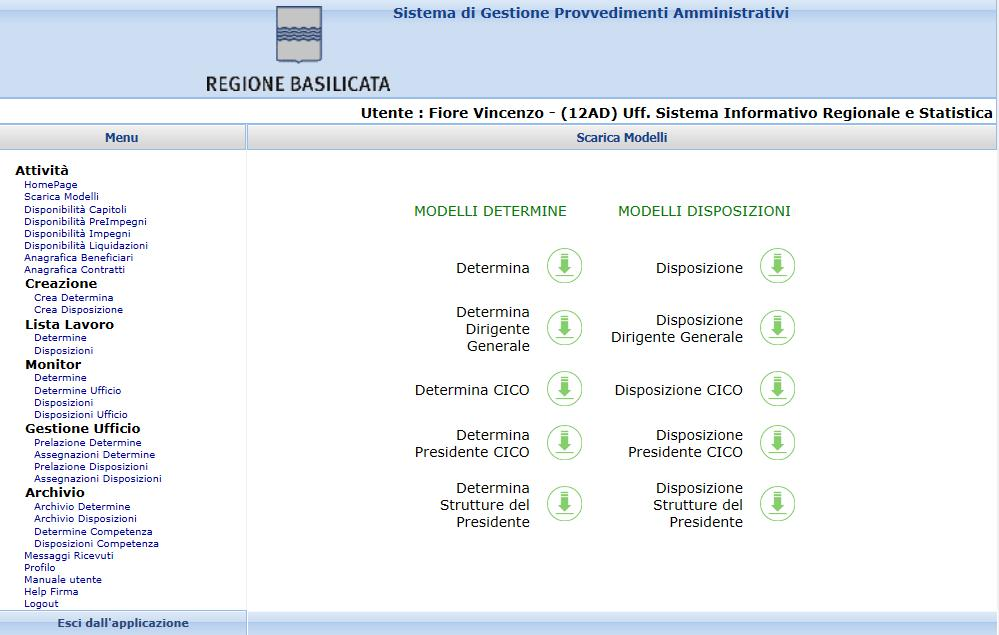 Sistema di Gestione Provvedimenti Amministrativi
REGIONE BASILICATA
Utente : Fiore Vincenzo - (12AD) Uff. Sistema Informativo Regionale e Statistica
Menu
Attività
HomePage
Scarica Modelli
Disponibilità Capitoli
Disponibilità PreImpegni
Disponibilità Impegni
Disponibilità Liquidazioni
Anagrafica Beneficiari
Anagrafica Contratti
Creazione
Crea Determina
Crea Disposizione
Lista Lavoro
Determine
Disposizioni
Monitor
Determine
Determine Ufficio
Disposizioni
Disposizioni Ufficio
Gestione Ufficio
Prelazione Determine
Assegnazioni Determine
Prelazione Disposizioni
Assegnazioni Disposizioni
Archivio
Archivio Determine
Archivio Disposizioni
Determine Competenza
Disposizioni Competenza
Messaggi Ricevuti
Profilo
Manuale utente
Help Firma
Logout
Esci dall'applicazione
Scarica Modelli
MODELLI DETERMINE
Determina
Determina
Dirigente
Generale
Determina CICO
Determina
Presidente CICO
Determina
Strutture del
Presidente
MODELLI DISPOSIZIONI
Disposizione
Disposizione
Dirigente Generale
Disposizione CICO
Disposizione
Presidente CICO
Disposizione
Strutture del
Presidente